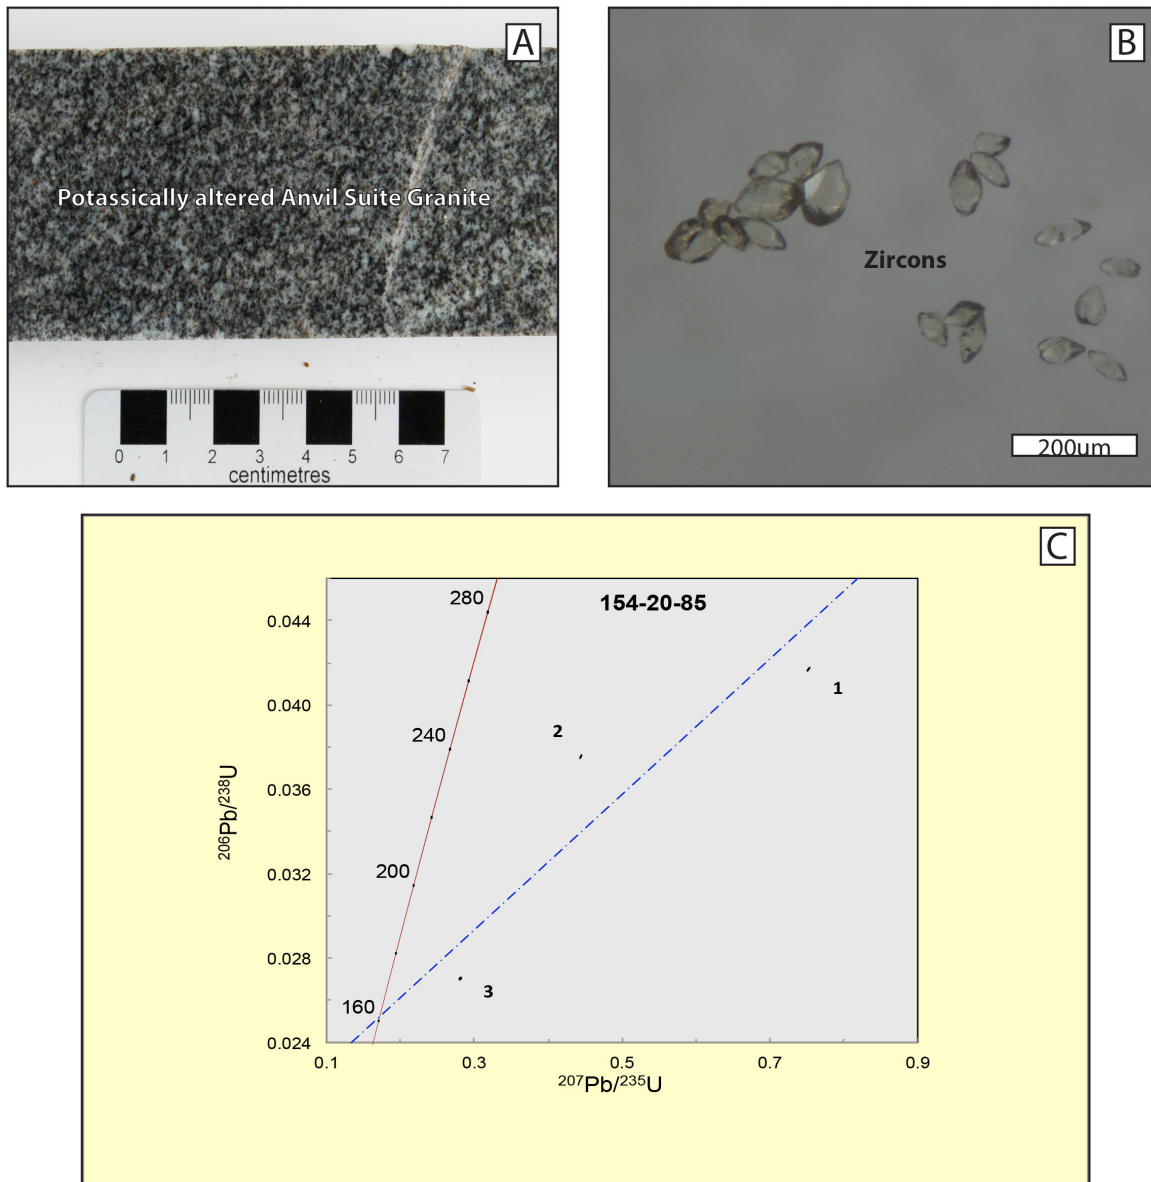 A
Potassically altered Anvil Suite Granite
0 1 2 3 4 5 6 7
centimetres
B
Zircons
200um
C
154-20-85
280
0.044
0.040
1
2
240
0.036
206Pb/238U
200
0.032
0.028
3
160
0.024
0.1 0.3 0.5 0.7 0.9
207Pb/235U